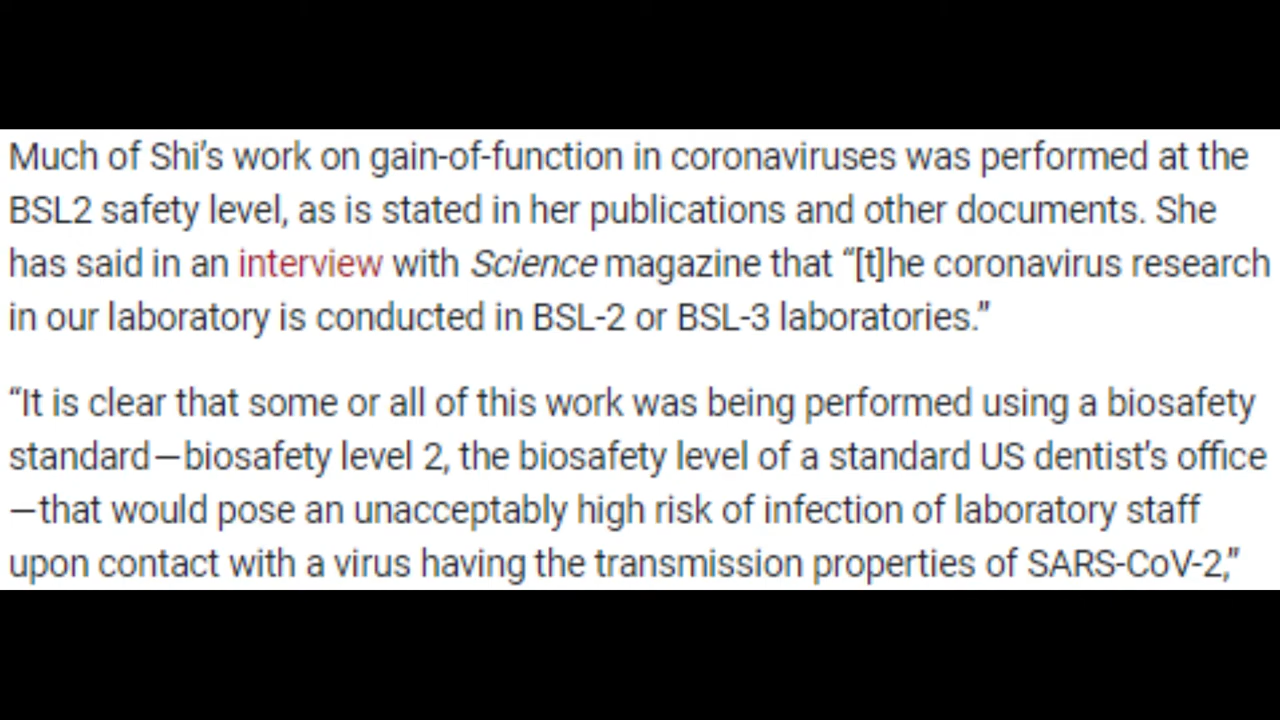 Much of Shi’s work on gain-of-function in coronaviruses was performed at the
BSL2 safety level, as is stated in her publications and other documents. She
has said in an interview with Science magazine that “[t]he coronavirus research
in our laboratory is conducted in BSL-2 or BSL-3 laboratories.”
“It is clear that some or all of this work was being performed using a biosafety
standard—biosafety level 2, the biosafety level of a standard US dentist’s office
—that would pose an unacceptably high risk of infection of laboratory staff
upon contact with a virus having the transmission properties of SARS-CoV-2,”